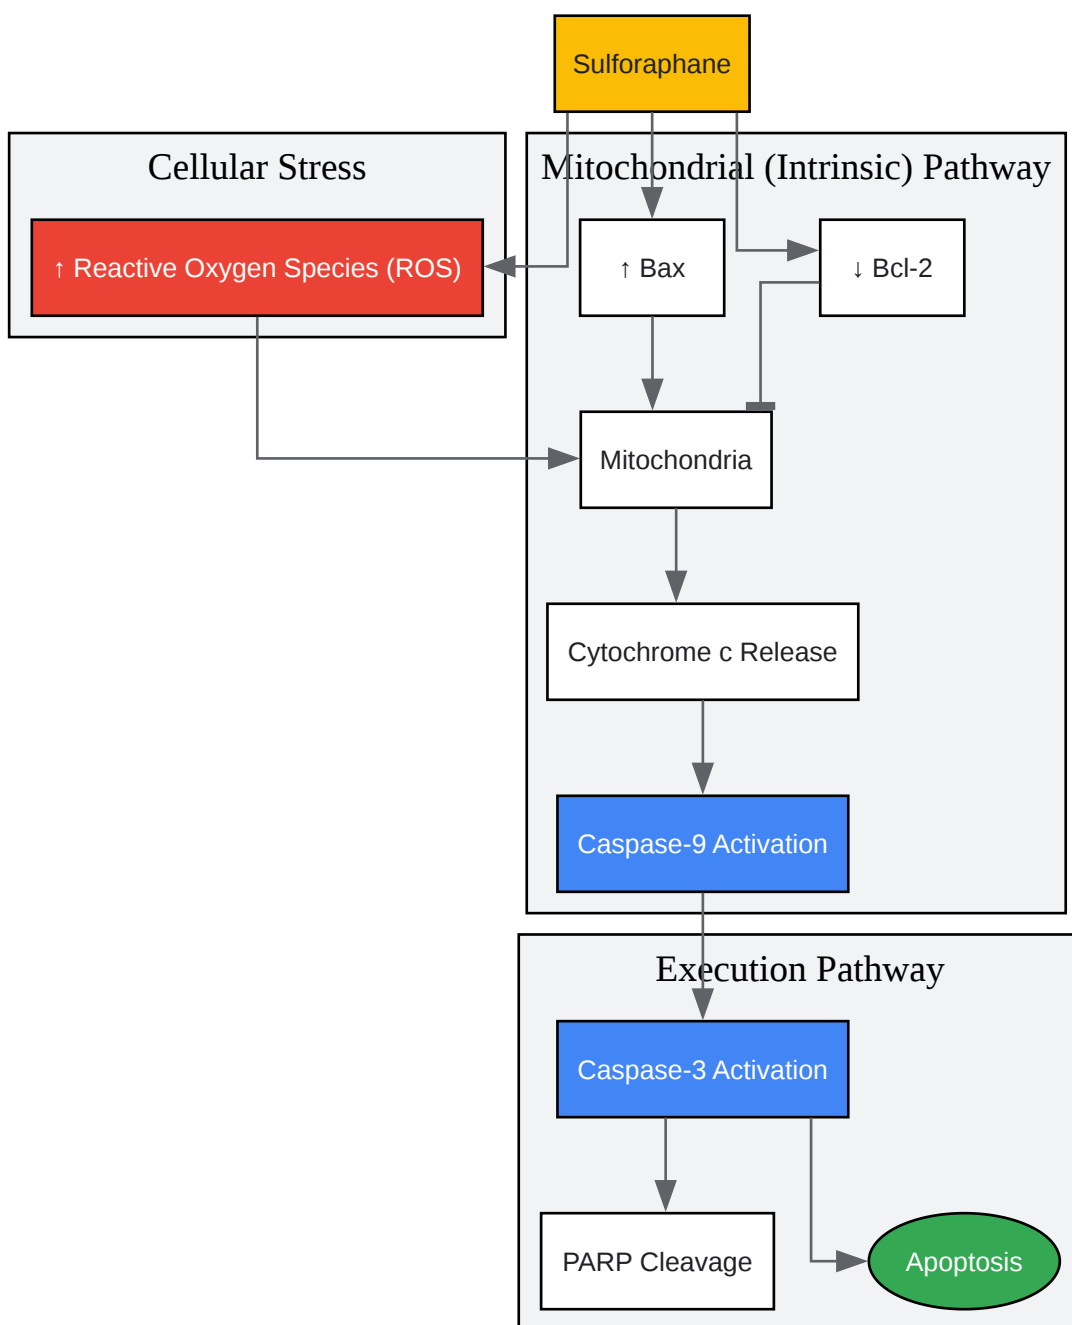 Sulforaphane
Cellular Stress
Mitochondrial (Intrinsic) Pathway
↑ Reactive Oxygen Species (ROS)
↑ Bax
↓ Bcl-2
Mitochondria
Cytochrome c Release
Caspase-9 Activation
Execution Pathway
Caspase-3 Activation
PARP Cleavage
Apoptosis